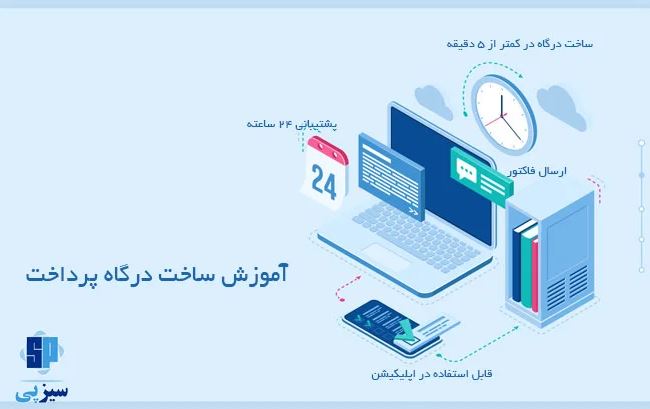 ساخت درگاه در کمتر از ۵ دقیقه
پشتیبانی ۲۴ ساعته
24
ارسال فاکتور
آموزش ساخت درگاه پرداخت
قابل استفاده در اپلیکیشن
SP
سیزپی